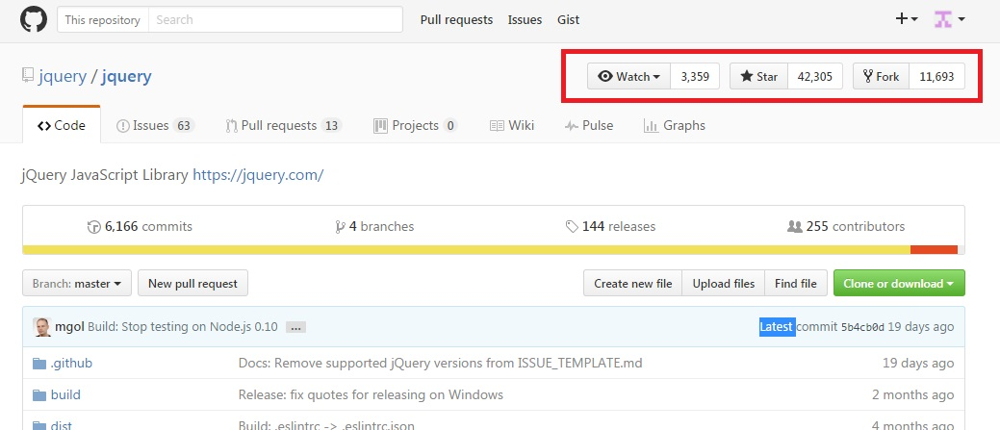 This repository Search Pull requests Issues Gist
jquery / jquery Watch 3,359 Star 42,305 Fork 11,693
Code Issues 63 Pull requests 13 Projects 0 Wiki Pulse Graphs
jQuery JavaScript Library https://jquery.com/
6,166 commits 4 branches 144 releases 255 contributors
Branch: master New pull request Create new file Upload files Find file Clone or download
mgol Build: Stop testing on Node.js 0.10 ... Latest commit 5b4cb0d 19 days ago
.github Docs: Remove supported jQuery versions from ISSUE_TEMPLATE.md 19 days ago
build Release: fix quotes for releasing on Windows 2 months ago
dist Build: .eslintrc -> .eslintrc.json 4 months ago